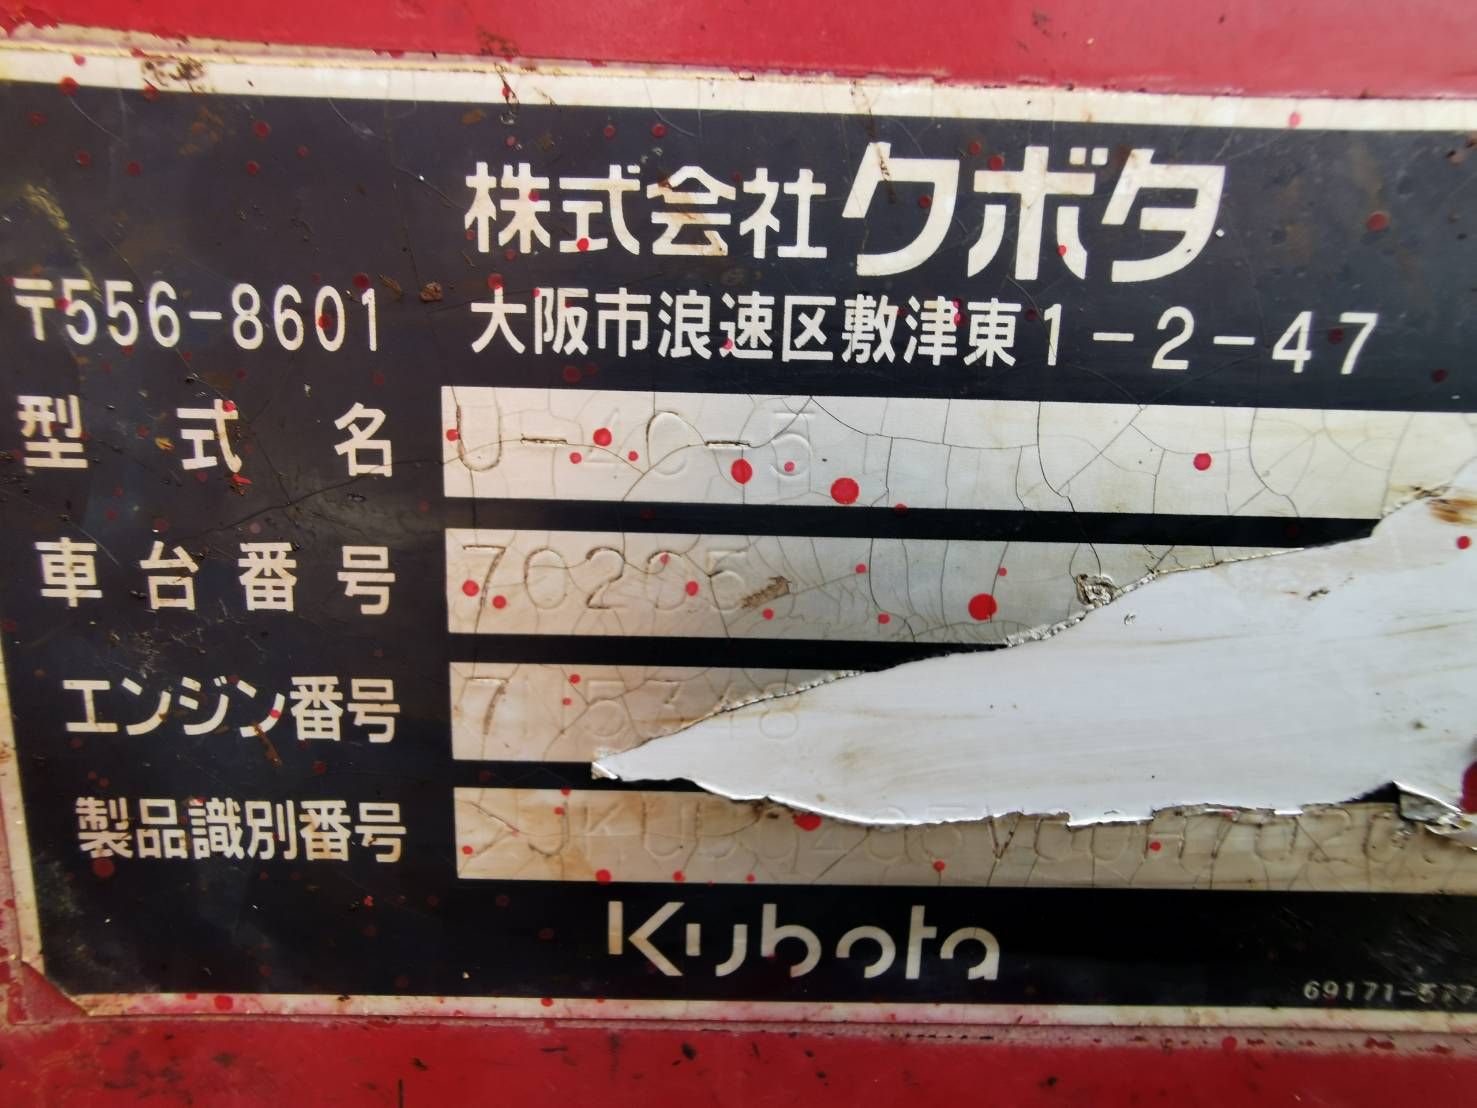 株式会社クボタ
〒556-8601 大阪市浪速区敷津東1-2-47
型式名 U-40-3
車台番号 70205
エンジン番号
製品識別番号
Kubota